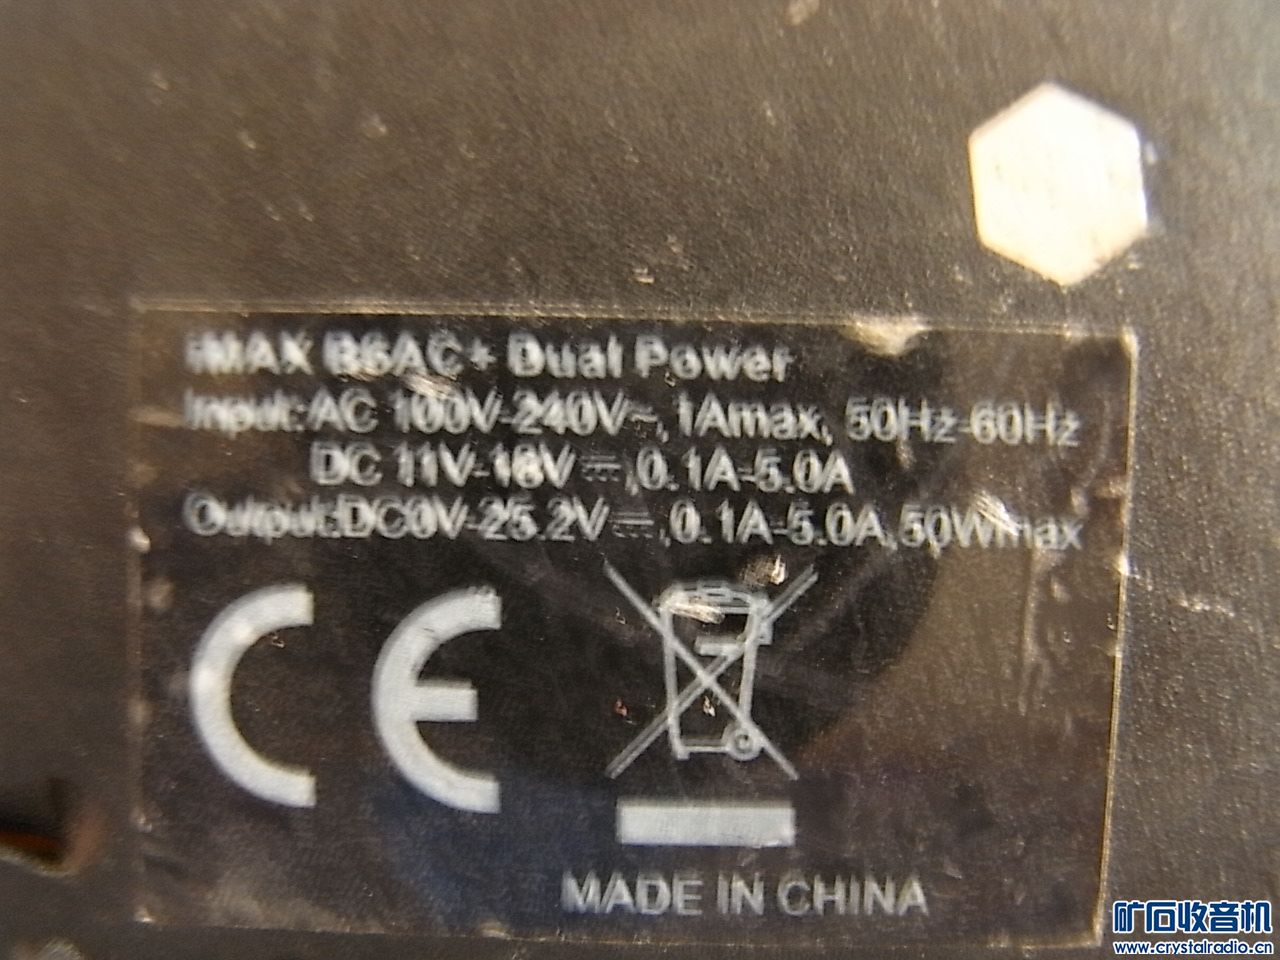 iMAX B6AC+ Dual Power
Input:AC 100V-240V~,1Amax, 50Hz-60Hz
DC 11V-18V⎓,0.1A-5.0A
Output:DC0V-25.2V⎓,0.1A-5.0A,50Wmax
CE
MADE IN CHINA
矿石收音机
www.crystalradio.cn